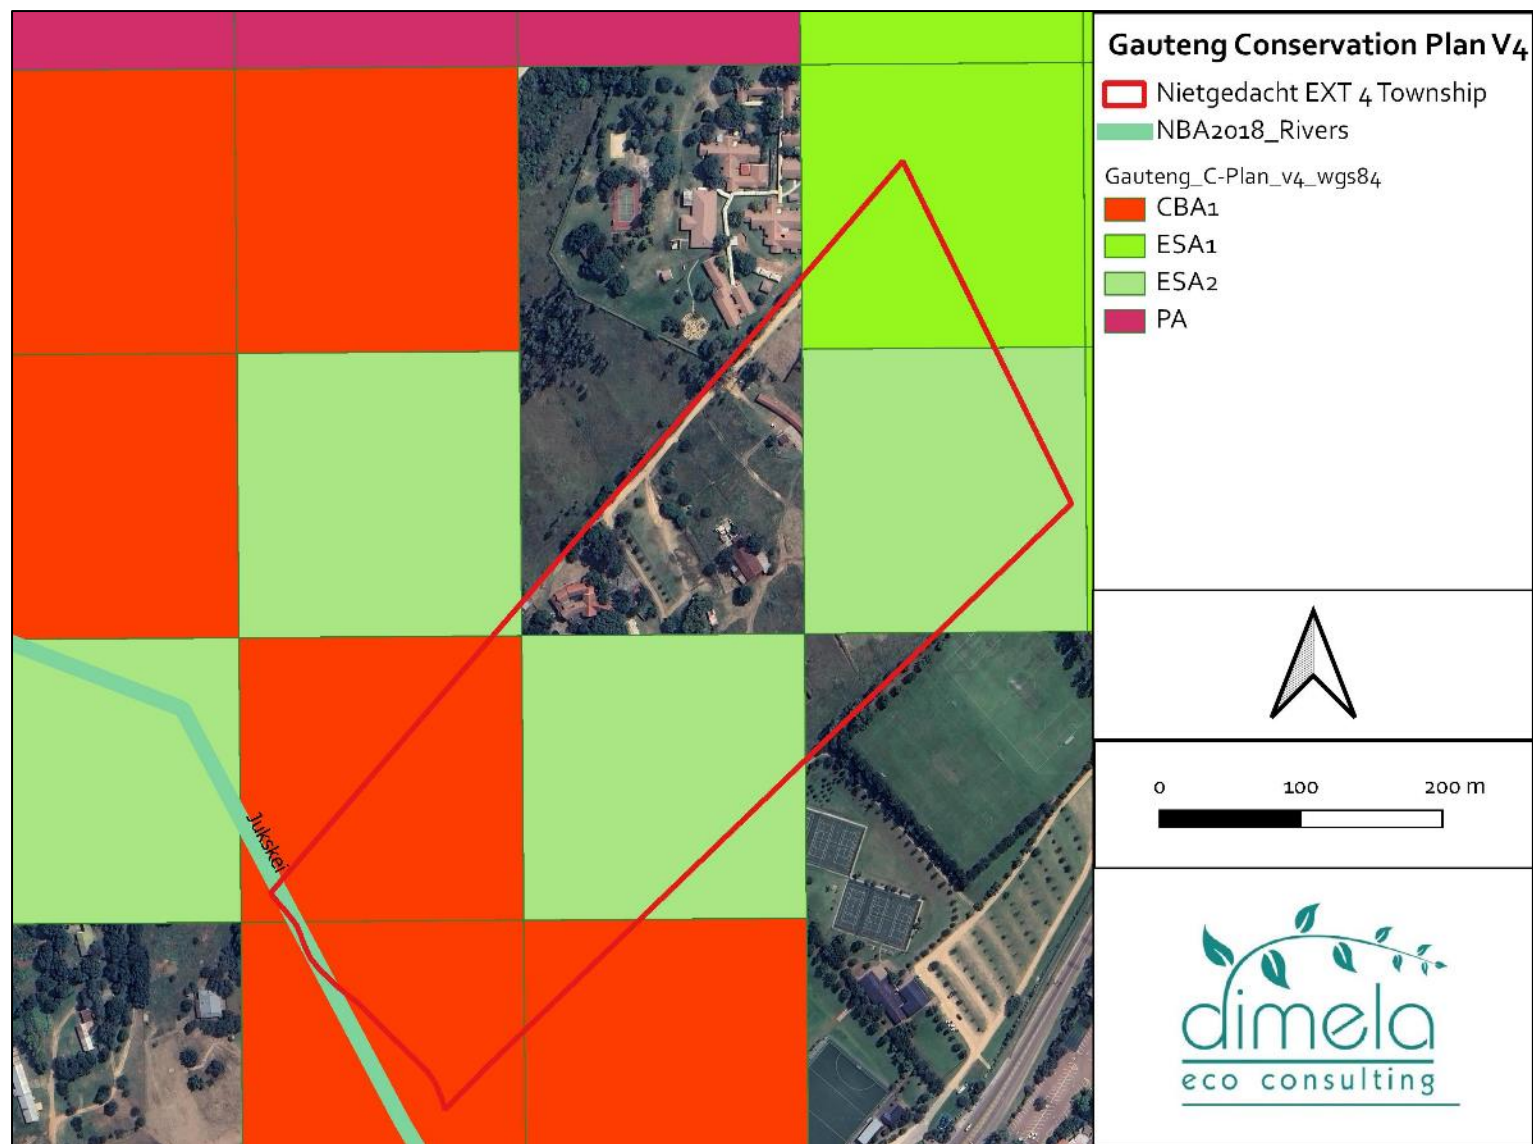 Gauteng Conservation Plan V4
Nietgedacht EXT 4 Township
NBA2018_Rivers
Gauteng_C-Plan_v4_wgs84
CBA1
ESA1
ESA2
PA
Jukskei
0 100 200 m
dimela
eco consulting